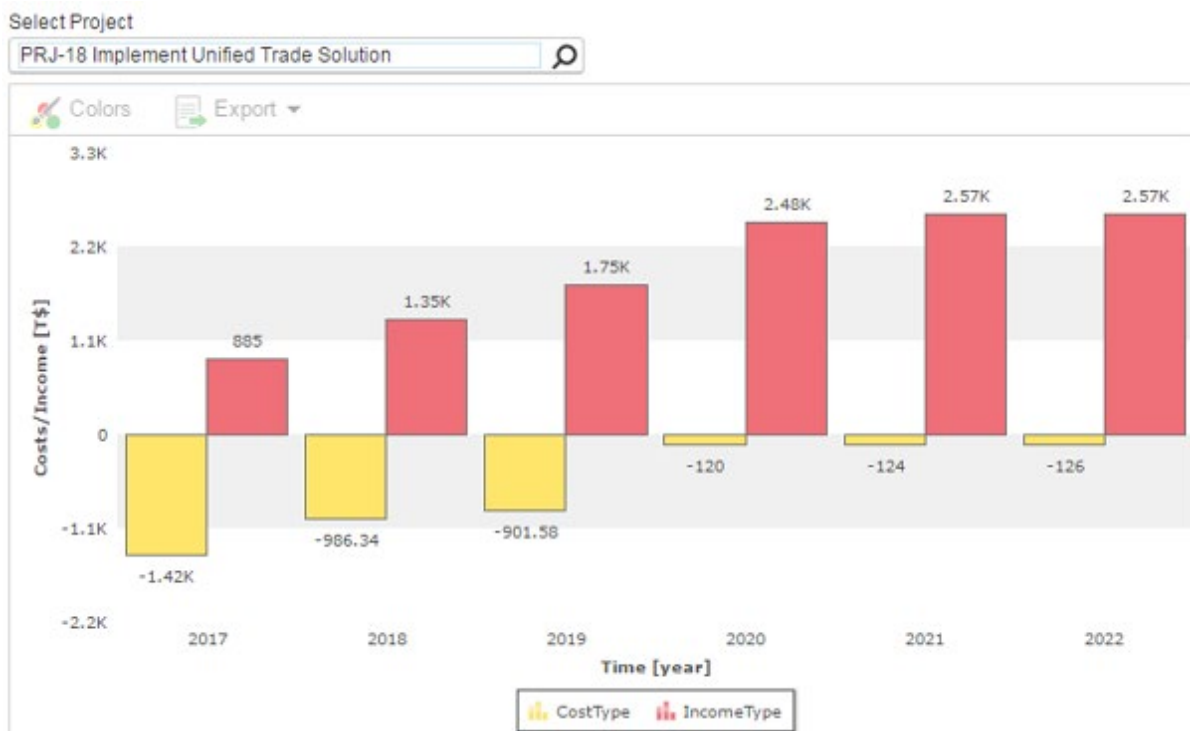 Select Project
PRJ-18 Implement Unified Trade Solution
Colors Export
3.3K
2.2K
1.1K
0
-1.1K
-2.2K
Costs/Income [T$]
885
1.35K
1.75K
2.48K
2.57K
2.57K
-1.42K
-986.34
-901.58
-120
-124
-126
2017 2018 2019 2020 2021 2022
Time [year]
CostType IncomeType